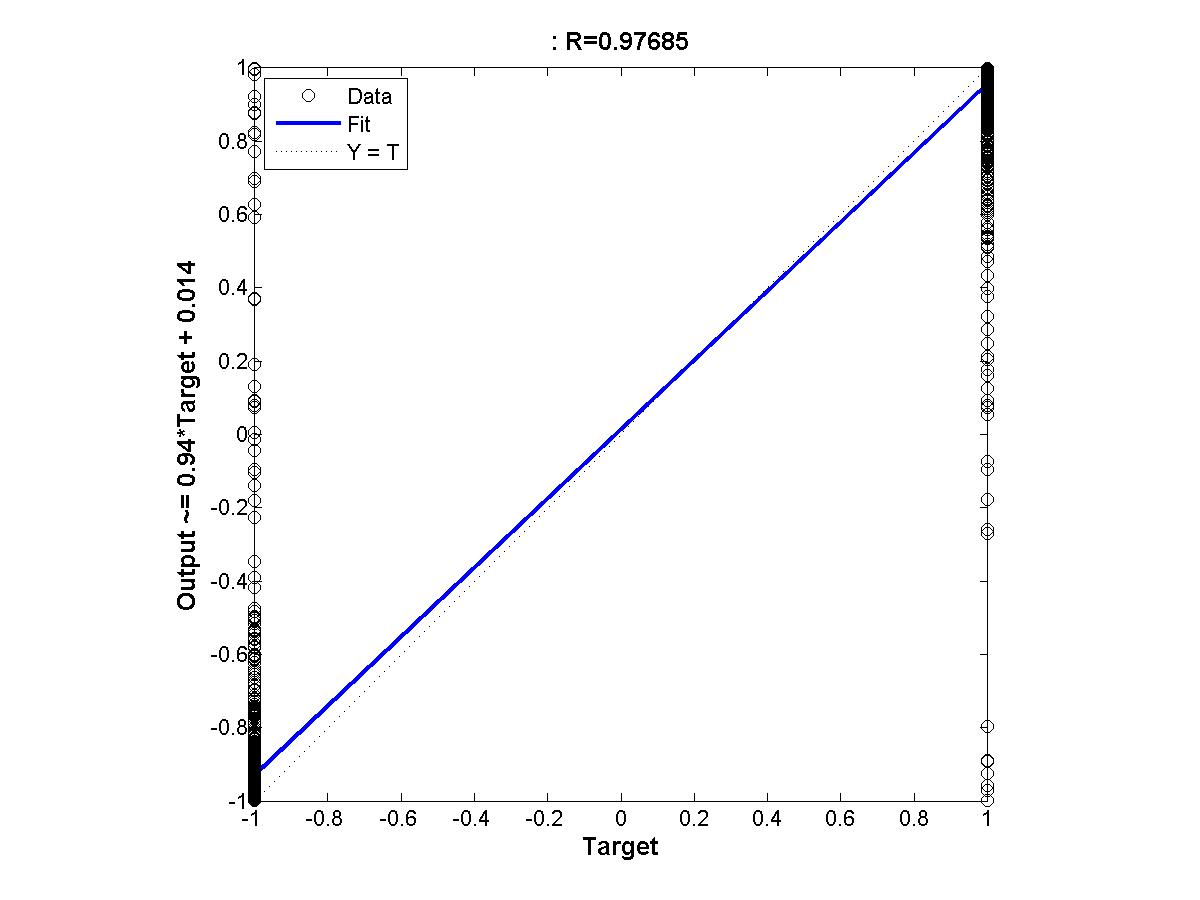 : R=0.97685
Data
Fit
Y = T
1
0.8
0.6
0.4
0.2
0
-0.2
-0.4
-0.6
-0.8
-1
Output ~= 0.94*Target + 0.014
-1 -0.8 -0.6 -0.4 -0.2 0 0.2 0.4 0.6 0.8 1
Target